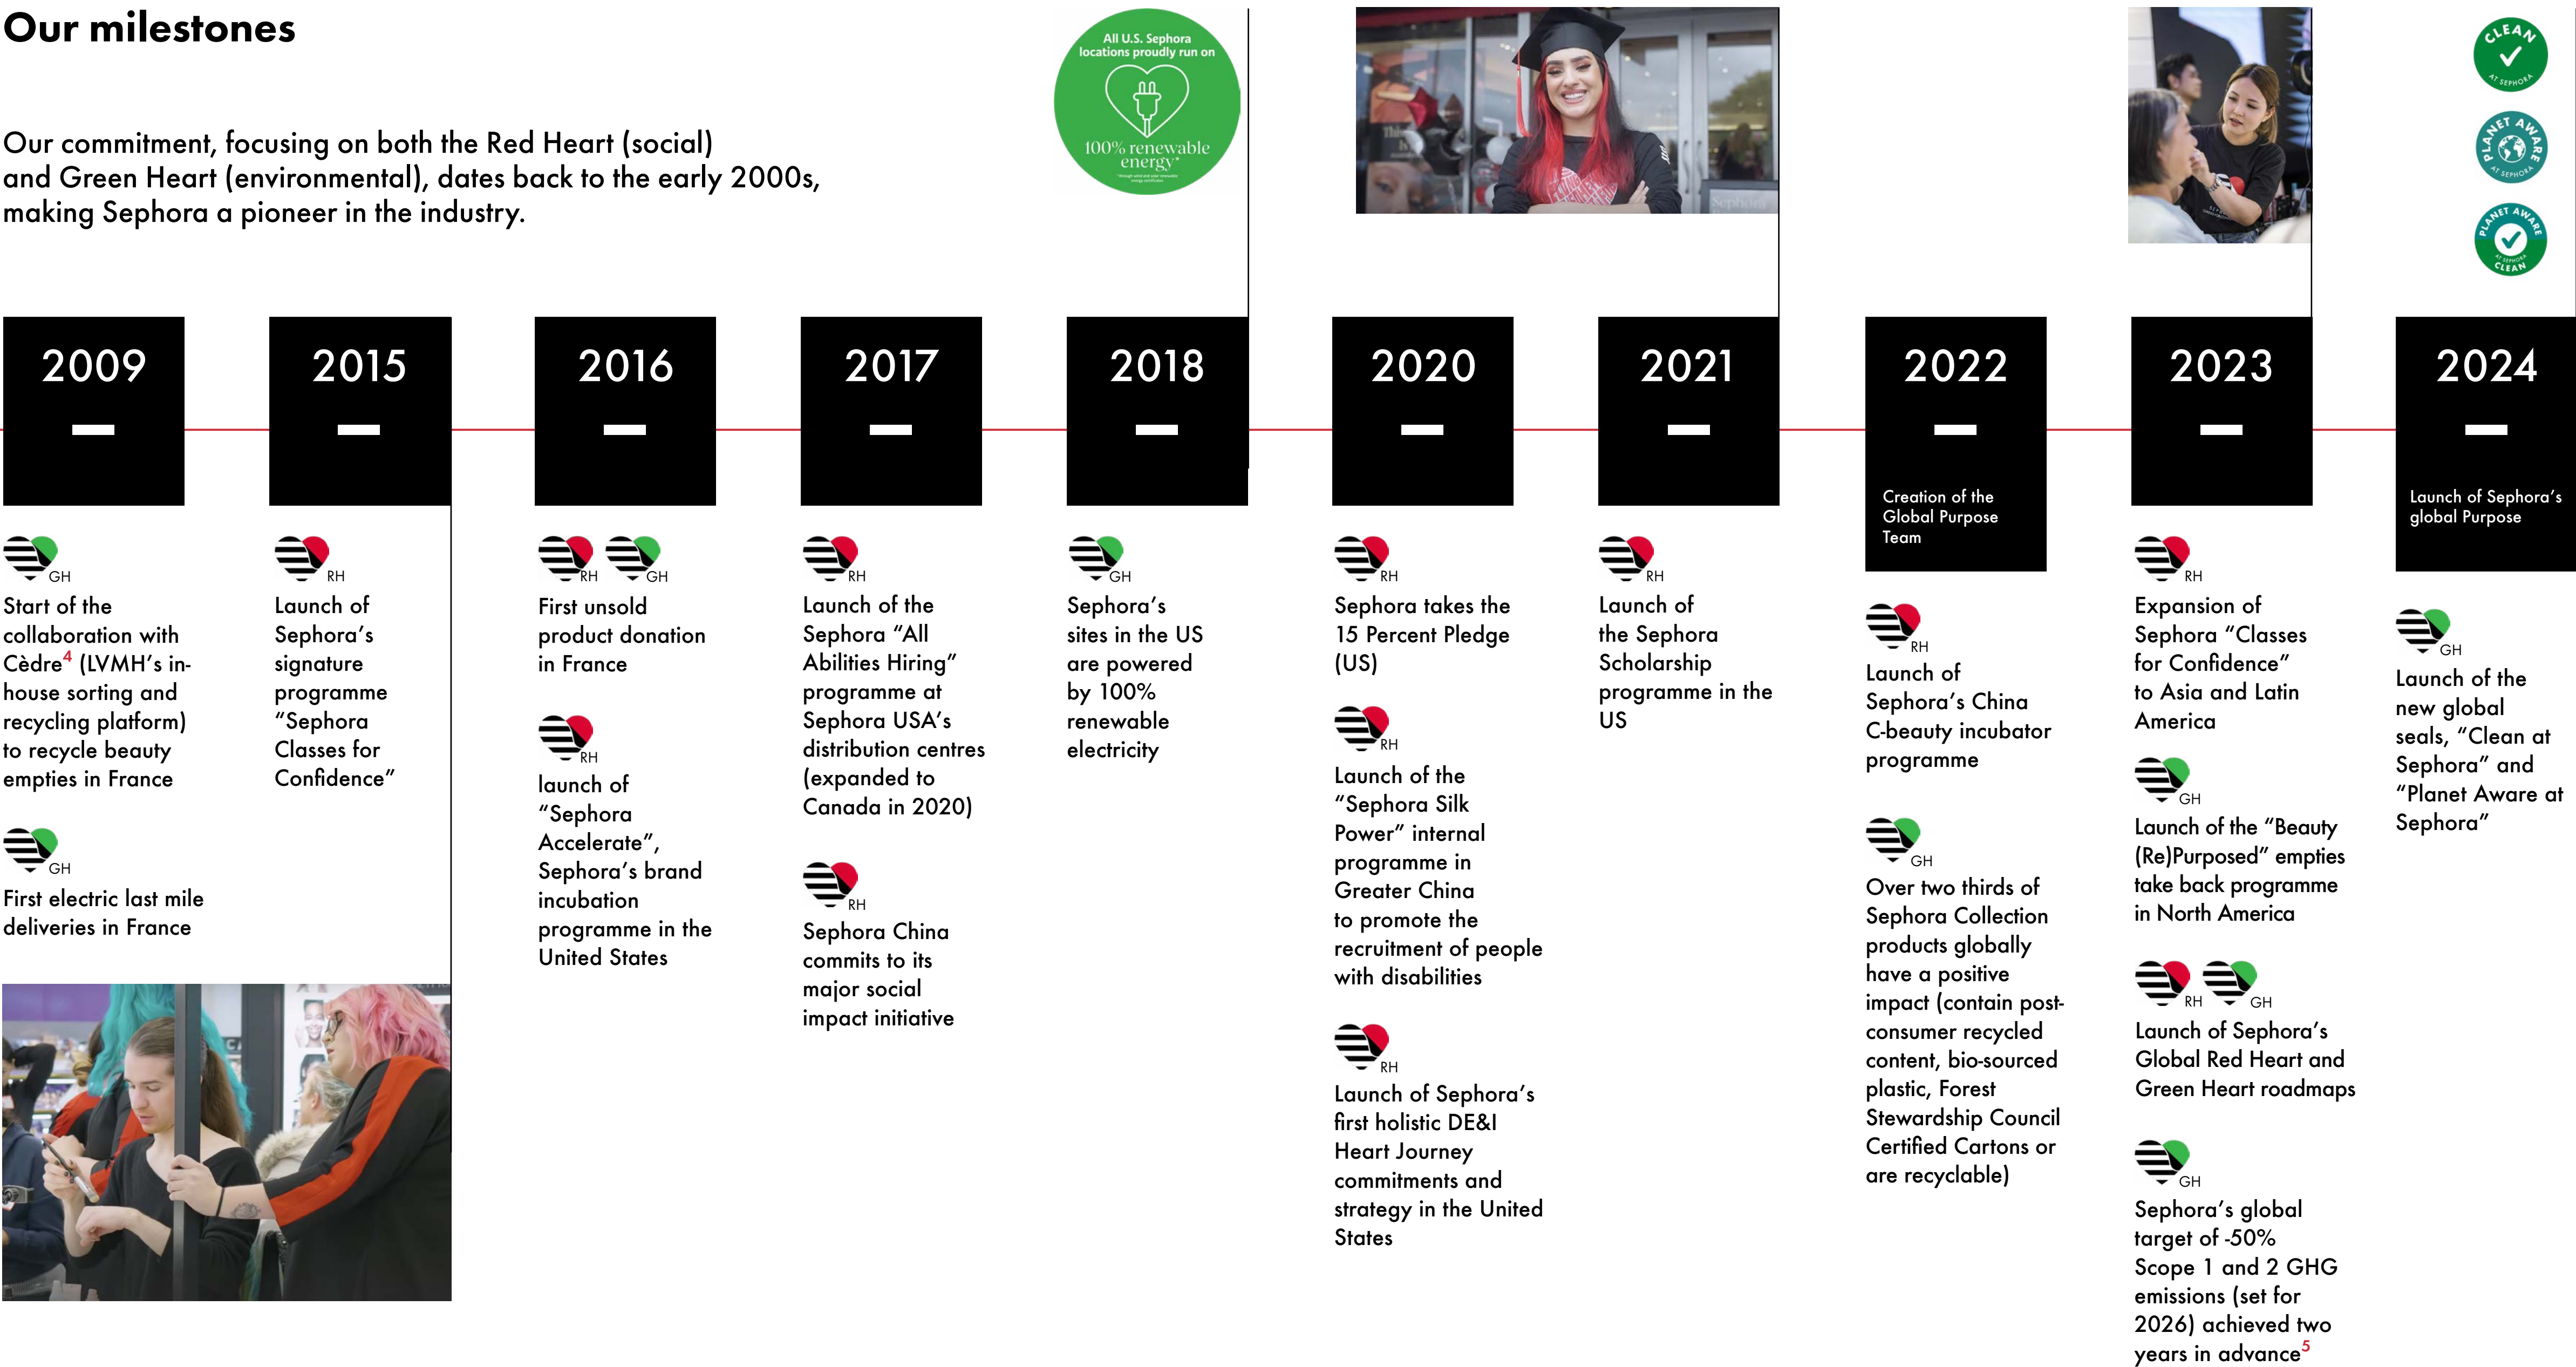 Our milestones
Our commitment, focusing on both the Red Heart (social)
and Green Heart (environmental), dates back to the early 2000s,
making Sephora a pioneer in the industry.
All U.S. Sephora
locations proudly run on
100% renewable
energy*
CLEAN
AT SEPHORA
PLANET AWARE
AT SEPHORA
PLANET AWARE
AT SEPHORA
CLEAN
2009
GH
Start of the
collaboration with
Cèdre4 (LVMH’s in-
house sorting and
recycling platform)
to recycle beauty
empties in France
GH
First electric last mile
deliveries in France
2015
RH
Launch of
Sephora’s
signature
programme
“Sephora
Classes for
Confidence”
2016
RH GH
First unsold
product donation
in France
RH
launch of
“Sephora
Accelerate”,
Sephora’s brand
incubation
programme in the
United States
2017
RH
Launch of the
Sephora “All
Abilities Hiring”
programme at
Sephora USA’s
distribution centres
(expanded to
Canada in 2020)
RH
Sephora China
commits to its
major social
impact initiative
2018
GH
Sephora’s
sites in the US
are powered
by 100%
renewable
electricity
2020
RH
Sephora takes the
15 Percent Pledge
(US)
RH
Launch of the
“Sephora Silk
Power” internal
programme in
Greater China
to promote the
recruitment of people
with disabilities
RH
Launch of Sephora’s
first holistic DE&I
Heart Journey
commitments and
strategy in the United
States
2021
RH
Launch of
the Sephora
Scholarship
programme in the
US
2022
Creation of the
Global Purpose
Team
RH
Launch of
Sephora’s China
C-beauty incubator
programme
GH
Over two thirds of
Sephora Collection
products globally
have a positive
impact (contain post-
consumer recycled
content, bio-sourced
plastic, Forest
Stewardship Council
Certified Cartons or
are recyclable)
2023
RH
Expansion of
Sephora “Classes
for Confidence”
to Asia and Latin
America
GH
Launch of the “Beauty
(Re)Purposed” empties
take back programme
in North America
RH GH
Launch of Sephora’s
Global Red Heart and
Green Heart roadmaps
GH
Sephora’s global
target of -50%
Scope 1 and 2 GHG
emissions (set for
2026) achieved two
years in advance5
2024
Launch of Sephora’s
global Purpose
GH
Launch of the
new global
seals, “Clean at
Sephora” and
“Planet Aware at
Sephora”